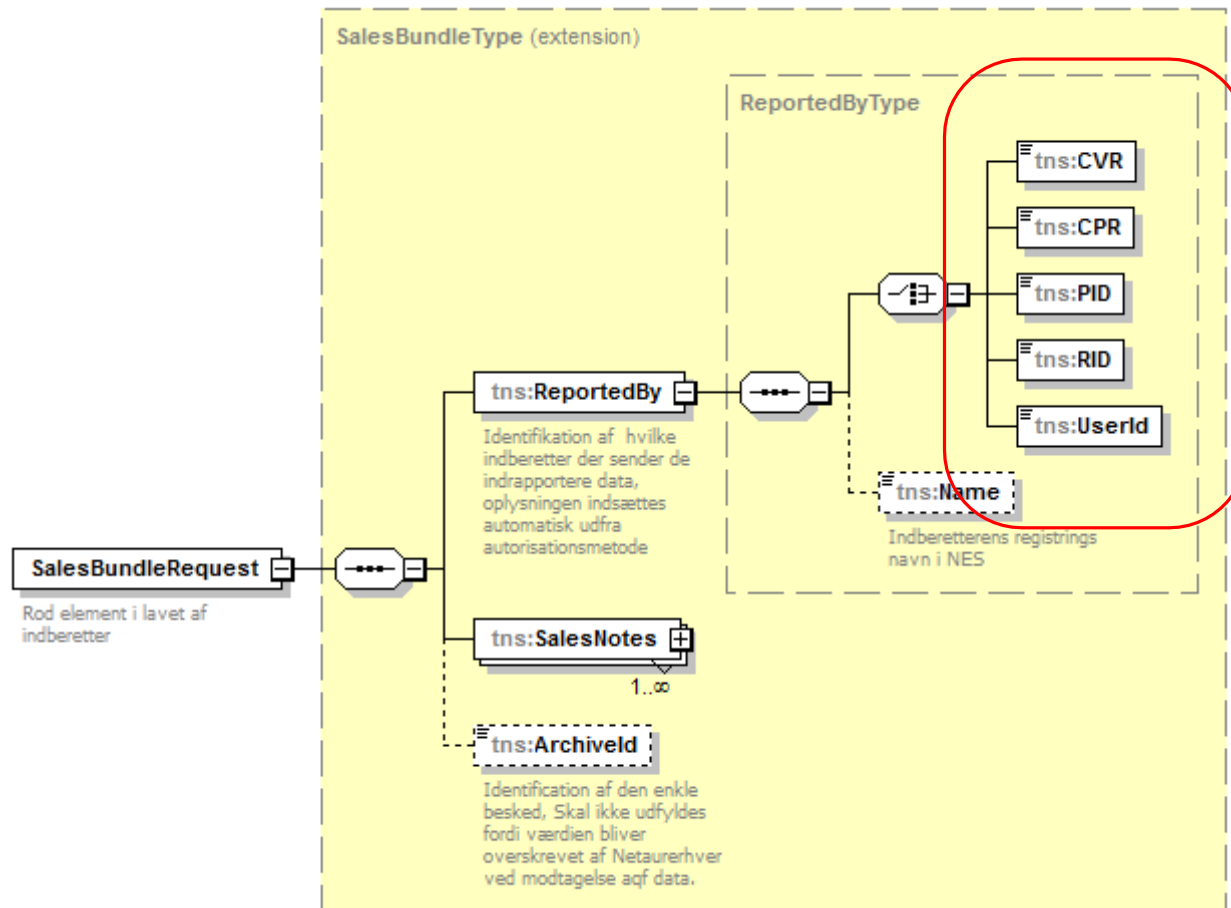 SalesBundleType (extension)
ReportedByType
tns:CVR
tns:CPR
tns:PID
tns:RID
tns:UserId
tns:ReportedBy
Identifikation af hvilke
indberetter der sender de
indrapportere data,
oplysningen indsættes
automatisk udfra
autorisationsmetode
tns:Name
Indberetterens registrings
navn i NES
SalesBundleRequest
Rod element i lavet af
indberetter
tns:SalesNotes
1..∞
tns:ArchiveId
Identification af den enkle
besked, Skal ikke udfyldes
fordi værdien bliver
overskrevet af Netaurerhver
ved modtagelse aqf data.